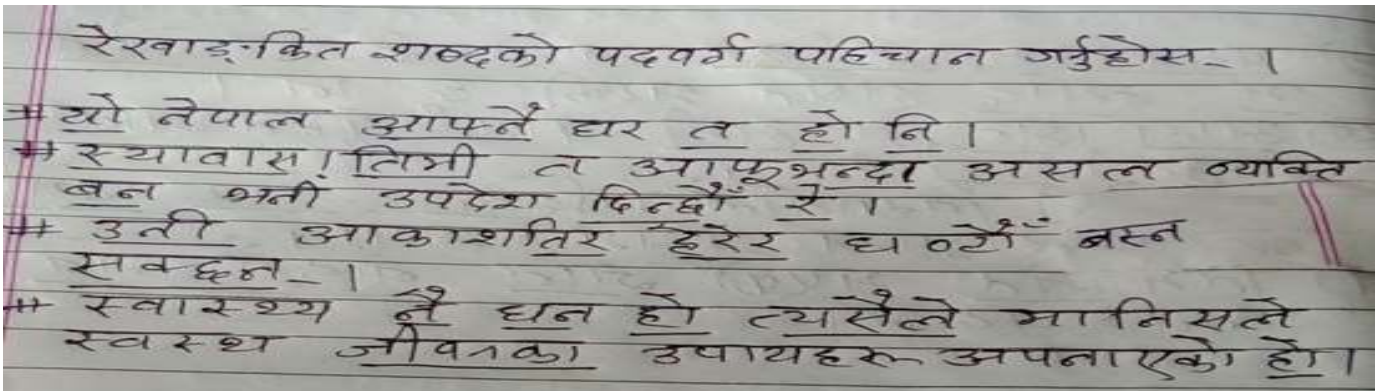 रेखाङ्कित शब्दको पदवर्ग पहिचान गर्नुहोस् ।
# यो नेपाल आफ्नै घर त हो नि ।
# स्यावास! तिमी त आफूभन्दा असल व्यक्ति
बन भनी उपदेश दिन्छौँ रे ।
# उनी आकाशतिर हेरेर घण्टौँ बस्न
सक्छन् ।
# स्वास्थ्य नै धन हो त्यसैले मानिसले
स्वस्थ जीवनका उपायहरू अपनाएको हो ।